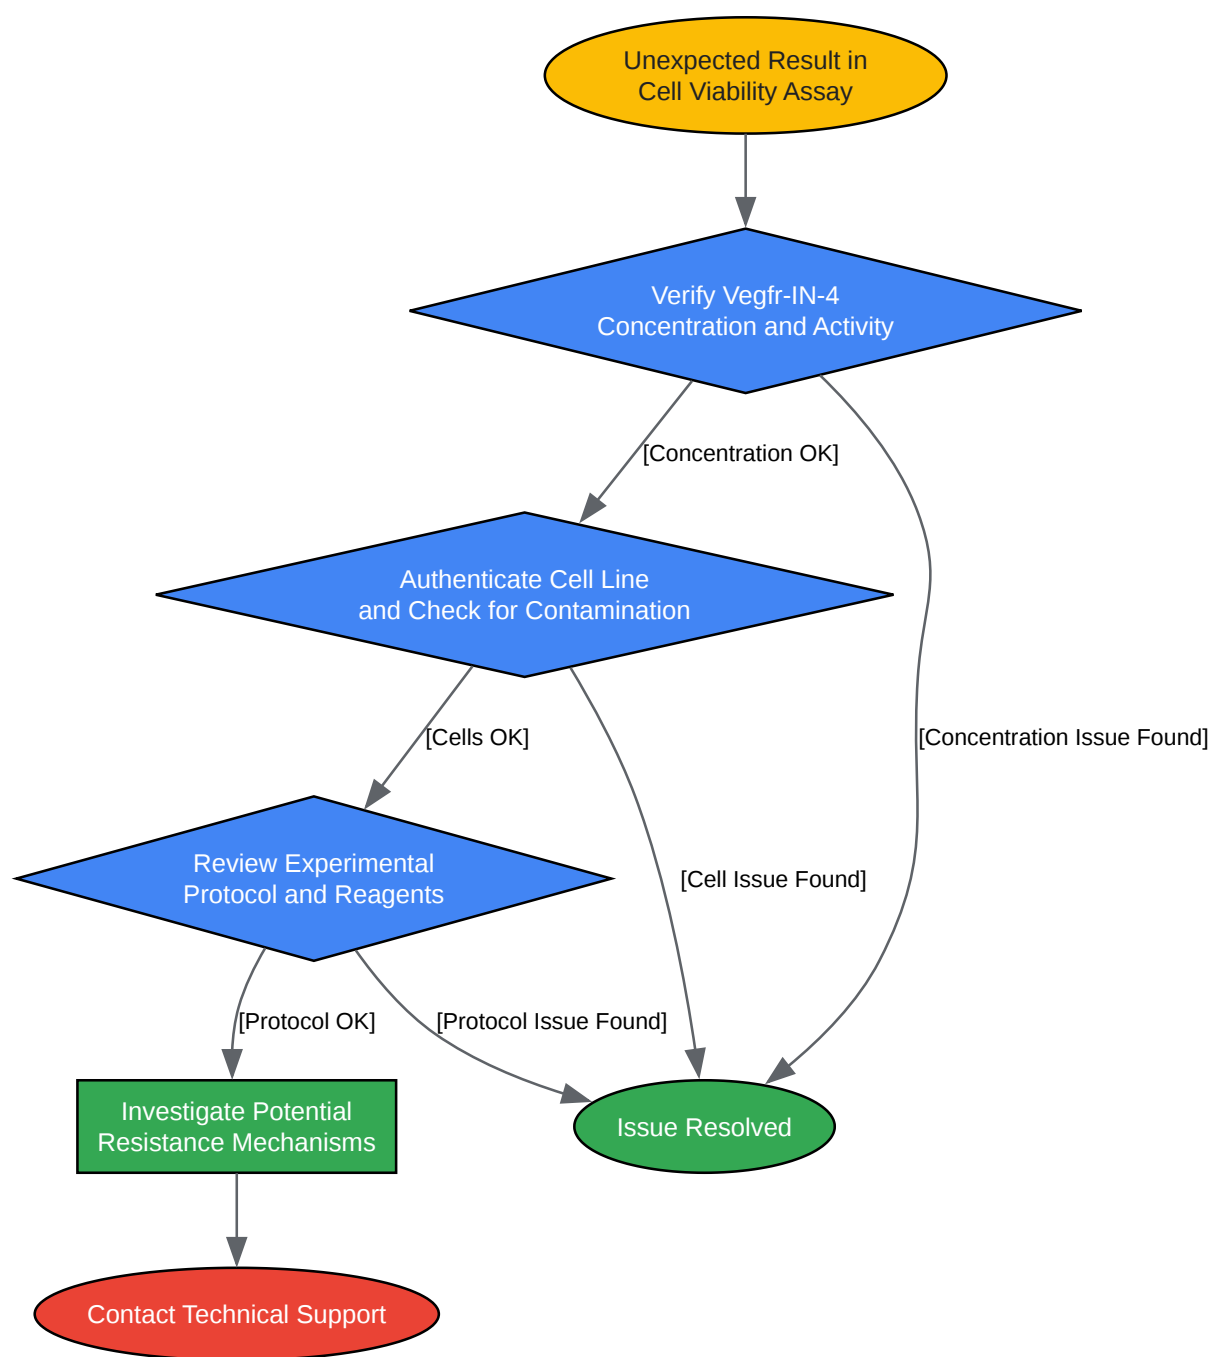 Unexpected Result in
Cell Viability Assay
Verify Vegfr-IN-4
Concentration and Activity
[Concentration OK]
Authenticate Cell Line
and Check for Contamination
[Cells OK]
[Concentration Issue Found]
Review Experimental
Protocol and Reagents
[Cell Issue Found]
[Protocol OK]
[Protocol Issue Found]
Investigate Potential
Resistance Mechanisms
Issue Resolved
Contact Technical Support